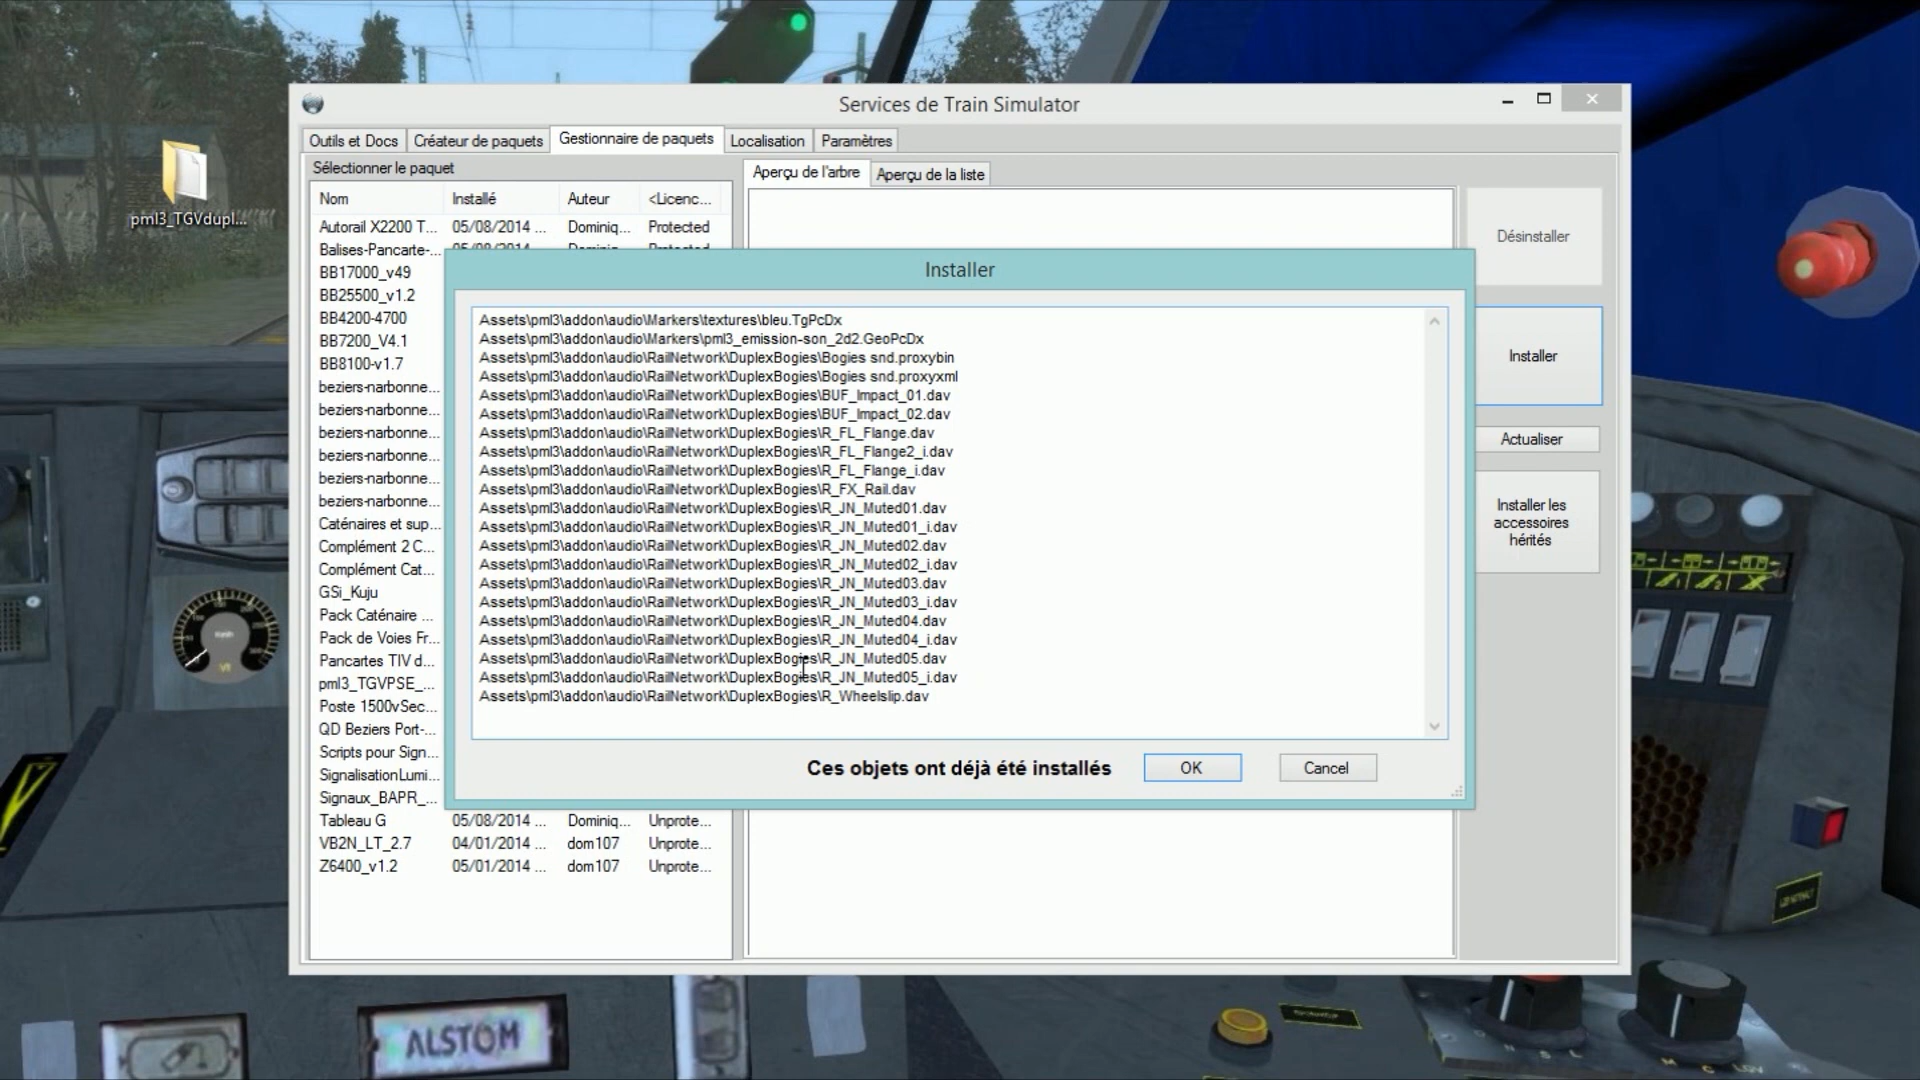 pml3_TGVdupl...
Services de Train Simulator
Outils et Docs
Créateur de paquets
Gestionnaire de paquets
Localisation
Paramètres
Sélectionner le paquet
Aperçu de l'arbre
Aperçu de la liste
Nom
Installé
Auteur
<Licenc...
Autorail X2200 T...
05/08/2014 ...
Dominiq...
Protected
Balises-Pancarte-...
05/08/2014 ...
Dominiq...
Protected
BB17000_v49
BB25500_v1.2
BB4200-4700
BB7200_V4.1
BB8100-v1.7
beziers-narbonne...
beziers-narbonne...
beziers-narbonne...
beziers-narbonne...
beziers-narbonne...
beziers-narbonne...
Caténaires et sup...
Complément 2 C...
Complément Cat...
GSi_Kuju
Pack Caténaire ...
Pack de Voies Fr...
Pancartes TIV d...
pml3_TGVPSE_...
Poste 1500vSec...
QD Beziers Port-...
Scripts pour Sign...
SignalisationLumi...
Signaux_BAPR_...
Tableau G
05/08/2014 ...
Dominiq...
Unprote...
VB2N_LT_2.7
04/01/2014 ...
dom107
Unprote...
Z6400_v1.2
05/01/2014 ...
dom107
Unprote...
Désinstaller
Installer
Actualiser
Installer les
accessoires
hérités
Installer
Assets\pml3\addon\audio\Markers\textures\bleu.TgPcDx
Assets\pml3\addon\audio\Markers\pml3_emission-son_2d2.GeoPcDx
Assets\pml3\addon\audio\RailNetwork\DuplexBogies\Bogies snd.proxybin
Assets\pml3\addon\audio\RailNetwork\DuplexBogies\Bogies snd.proxyxml
Assets\pml3\addon\audio\RailNetwork\DuplexBogies\BUF_Impact_01.dav
Assets\pml3\addon\audio\RailNetwork\DuplexBogies\BUF_Impact_02.dav
Assets\pml3\addon\audio\RailNetwork\DuplexBogies\R_FL_Flange.dav
Assets\pml3\addon\audio\RailNetwork\DuplexBogies\R_FL_Flange2_i.dav
Assets\pml3\addon\audio\RailNetwork\DuplexBogies\R_FL_Flange_i.dav
Assets\pml3\addon\audio\RailNetwork\DuplexBogies\R_FX_Rail.dav
Assets\pml3\addon\audio\RailNetwork\DuplexBogies\R_JN_Muted01.dav
Assets\pml3\addon\audio\RailNetwork\DuplexBogies\R_JN_Muted01_i.dav
Assets\pml3\addon\audio\RailNetwork\DuplexBogies\R_JN_Muted02.dav
Assets\pml3\addon\audio\RailNetwork\DuplexBogies\R_JN_Muted02_i.dav
Assets\pml3\addon\audio\RailNetwork\DuplexBogies\R_JN_Muted03.dav
Assets\pml3\addon\audio\RailNetwork\DuplexBogies\R_JN_Muted03_i.dav
Assets\pml3\addon\audio\RailNetwork\DuplexBogies\R_JN_Muted04.dav
Assets\pml3\addon\audio\RailNetwork\DuplexBogies\R_JN_Muted04_i.dav
Assets\pml3\addon\audio\RailNetwork\DuplexBogies\R_JN_Muted05.dav
Assets\pml3\addon\audio\RailNetwork\DuplexBogies\R_JN_Muted05_i.dav
Assets\pml3\addon\audio\RailNetwork\DuplexBogies\R_Wheelslip.dav
Ces objets ont déjà été installés
OK
Cancel
ALSTOM